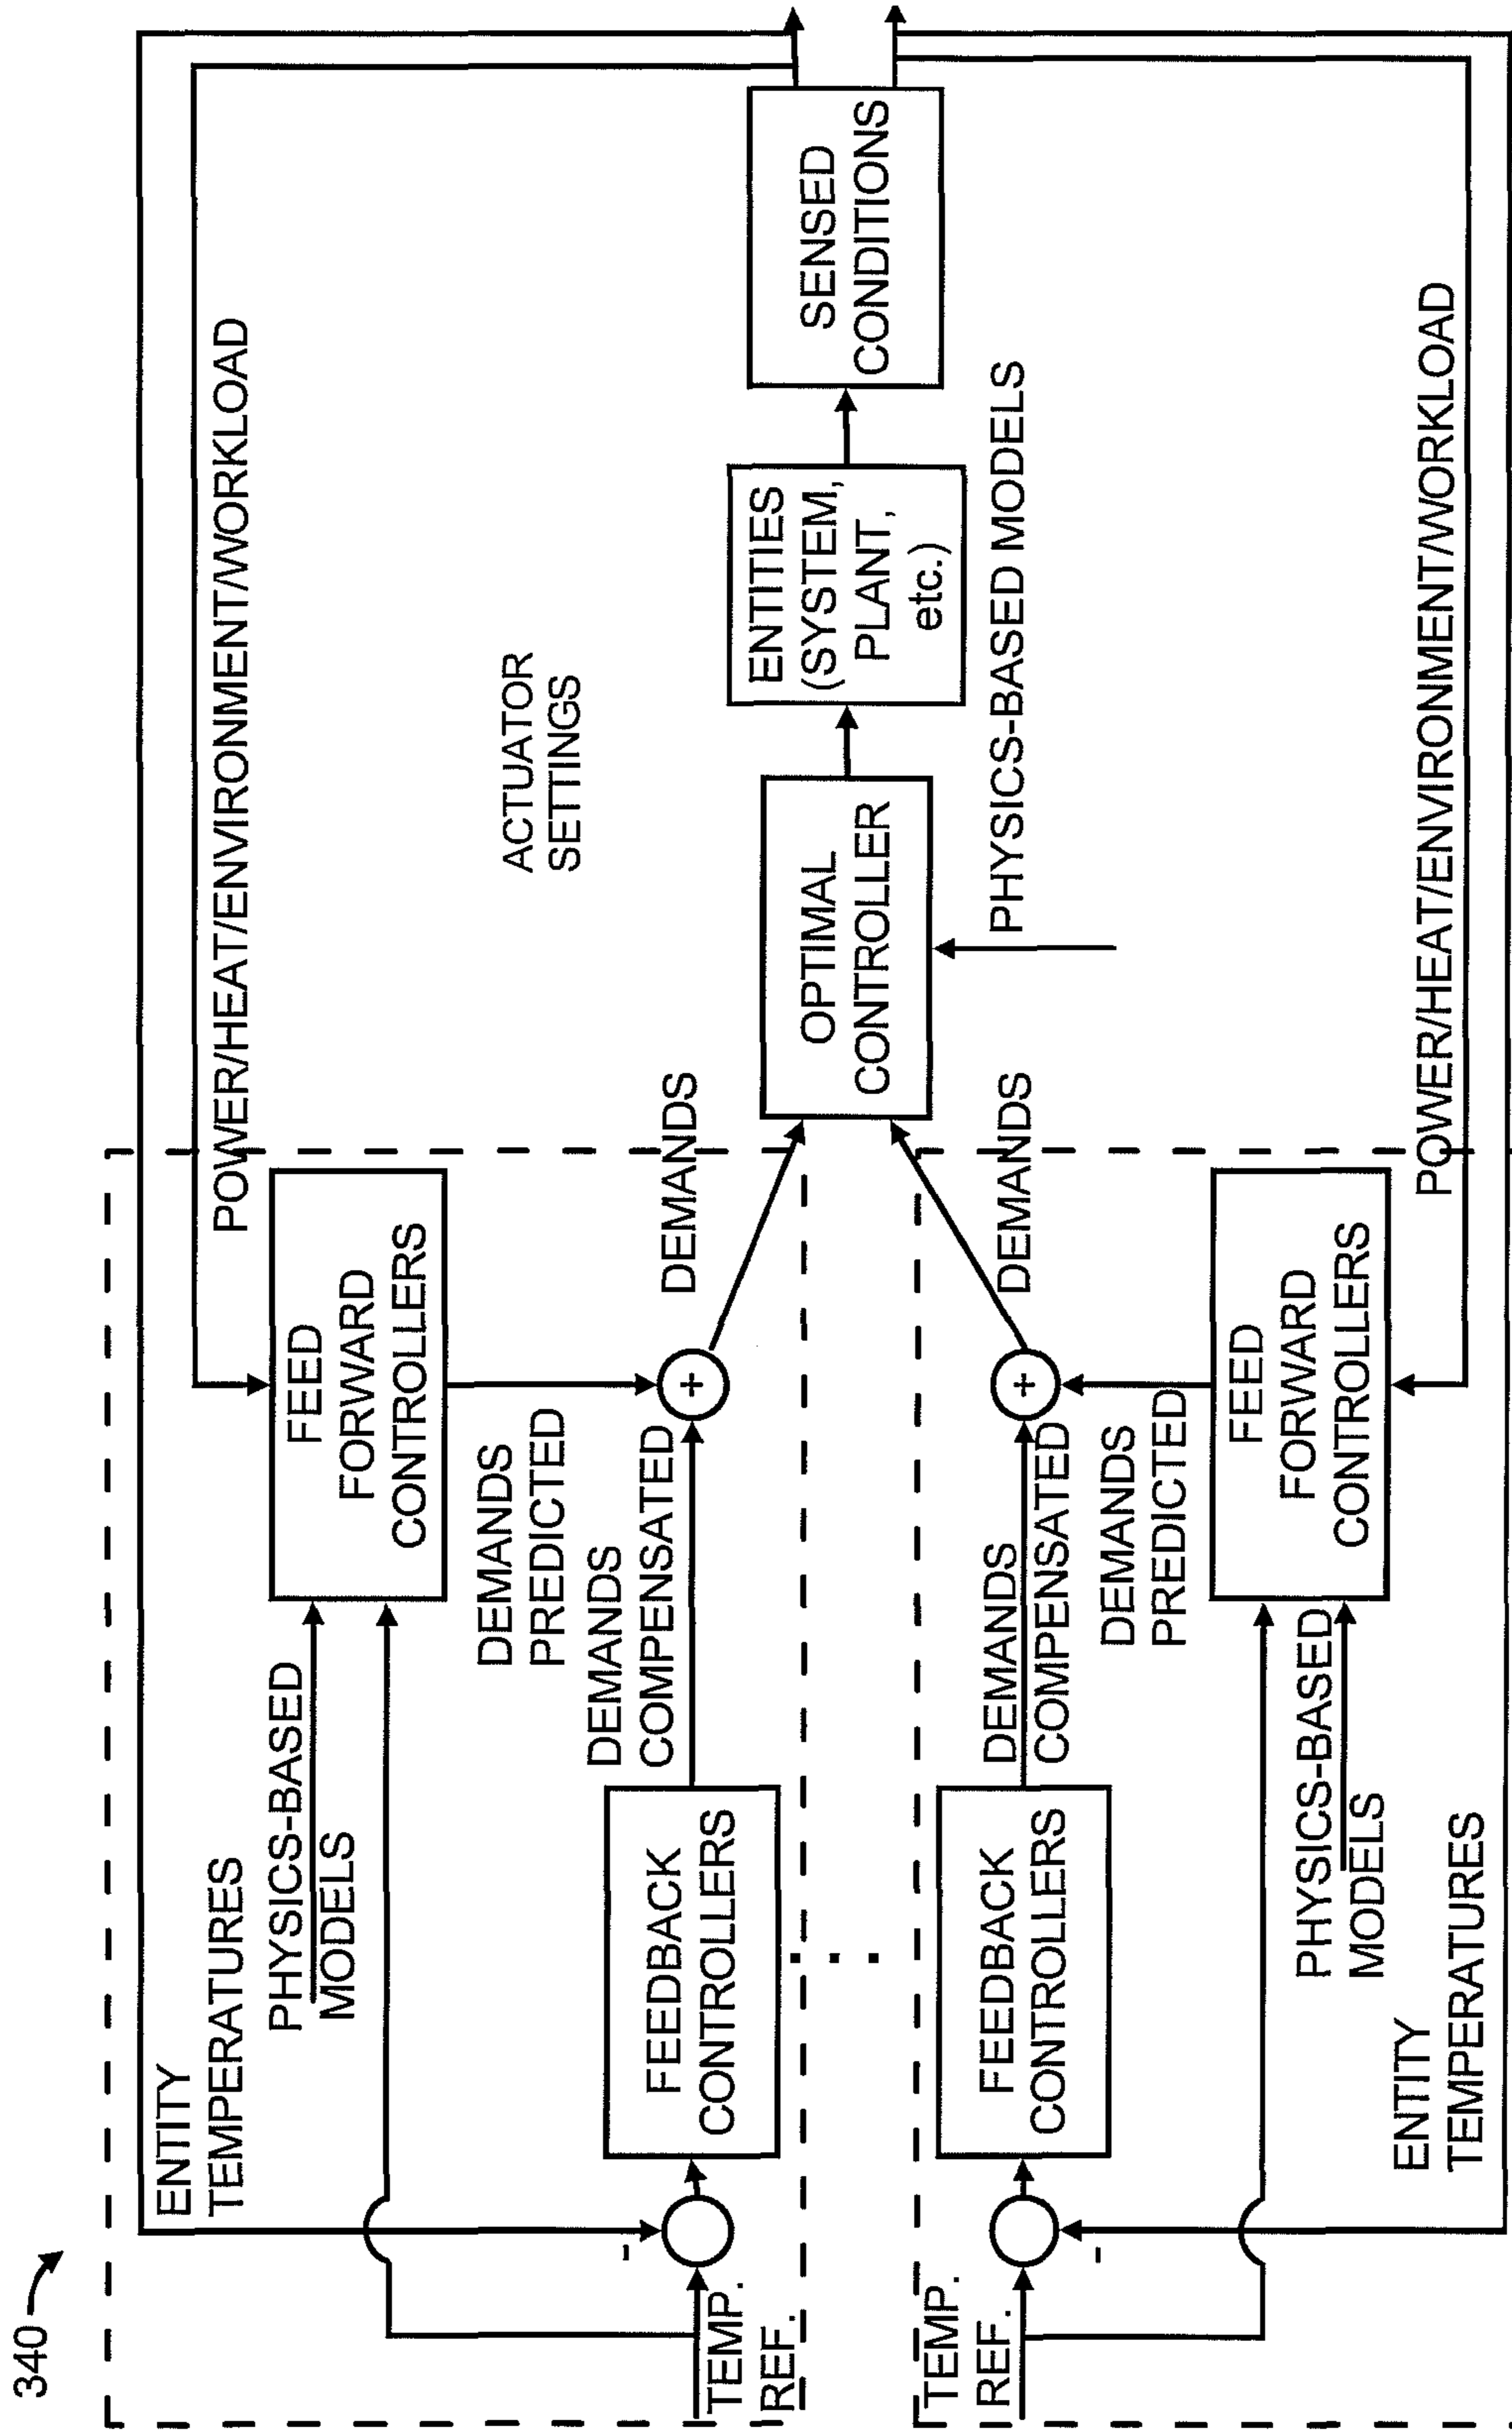 340
ENTITY
TEMPERATURES
POWER/HEAT/ENVIRONMENT/WORKLOAD
PHYSICS-BASED
MODELS
FEED
FORWARD
CONTROLLERS
DEMANDS
PREDICTED
DEMANDS
COMPENSATED
+
DEMANDS
-
TEMP.
REF.
FEEDBACK
CONTROLLERS
ACTUATOR
SETTINGS
OPTIMAL
CONTROLLER
ENTITIES
(SYSTEM,
PLANT,
etc.)
SENSED
CONDITIONS
PHYSICS-BASED MODELS
. . .
TEMP.
REF.
-
FEEDBACK
CONTROLLERS
DEMANDS
COMPENSATED
+
DEMANDS
DEMANDS
PREDICTED
FEED
FORWARD
CONTROLLERS
PHYSICS-BASED
MODELS
ENTITY
TEMPERATURES
POWER/HEAT/ENVIRONMENT/WORKLOAD